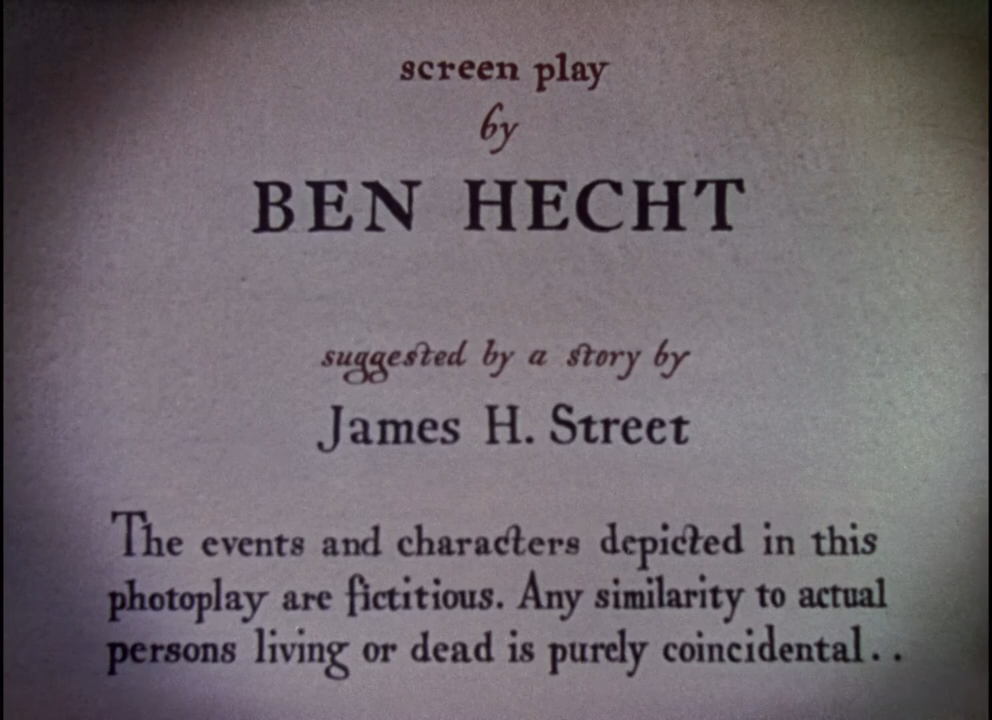 screen play
by
BEN HECHT
suggested by a story by
James H. Street
The events and characters depicted in this
photoplay are fictitious. Any similarity to actual
persons living or dead is purely coincidental..